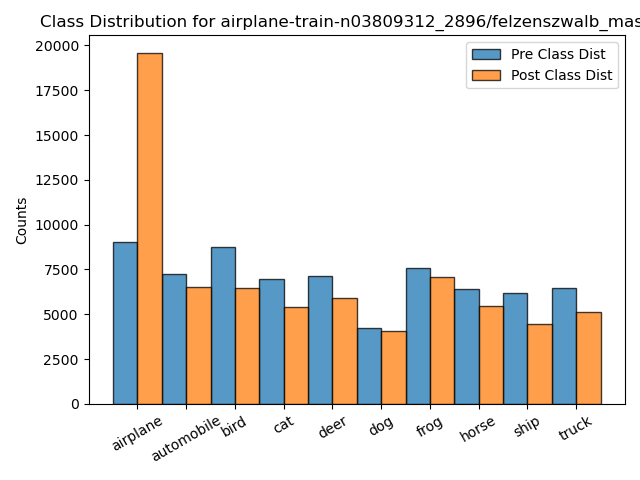 Class Distribution for airplane-train-n03809312_2896/felzenszwalb_mas
Pre Class Dist
Post Class Dist
Counts
20000
17500
15000
12500
10000
7500
5000
2500
0
airplane
automobile
bird
cat
deer
dog
frog
horse
ship
truck